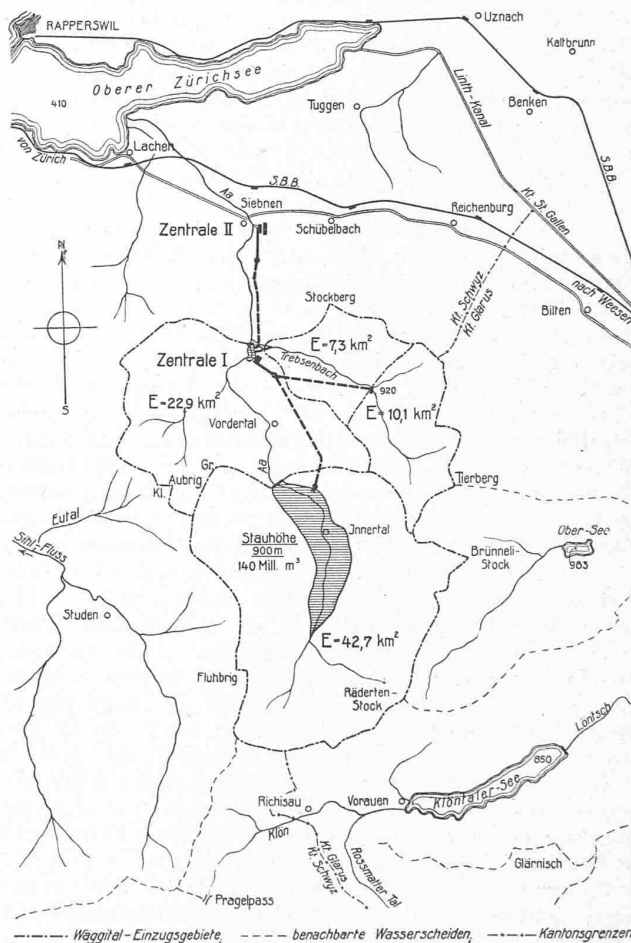 RAPPERSWIL
Uznach
Kaltbrunn
Oberer Zürichsee
410
Linth-Kanal
Tuggen
Benken
von Zürich
Lachen
S.B.B.
S.B.B.
Aa
Siebnen
Reichenburg
Kt. St. Gallen
Zentrale II
Schübelbach
nach Weesen
N
Kt. Schwyz
Kt. Glarus
Stockberg
Bilten
E=7,3 km²
Zentrale I
Trebsenbach
920
E=22,9 km²
E=10,1 km²
Vordertal
Aa
Gr.
Aubrig
Kl.
Tierberg
S
Eutal
Sihl-Fluss
Stauhöhe
900 m
140 Mill. m³
Innertal
Ober-See
983
Brünneli-
Stock
Studen
E=42,7 km²
Fluhbrig
Räderten-
Stock
Löntsch
850
Klöntaler-See
Richisau
Vorauen
Klön
Kt. Glarus
Kt. Schwyz
Rossmatter Tal
Glärnisch
Pragelpass
Wäggital-Einzugsgebiete,
benachbarte Wasserscheiden,
Kantonsgrenzen